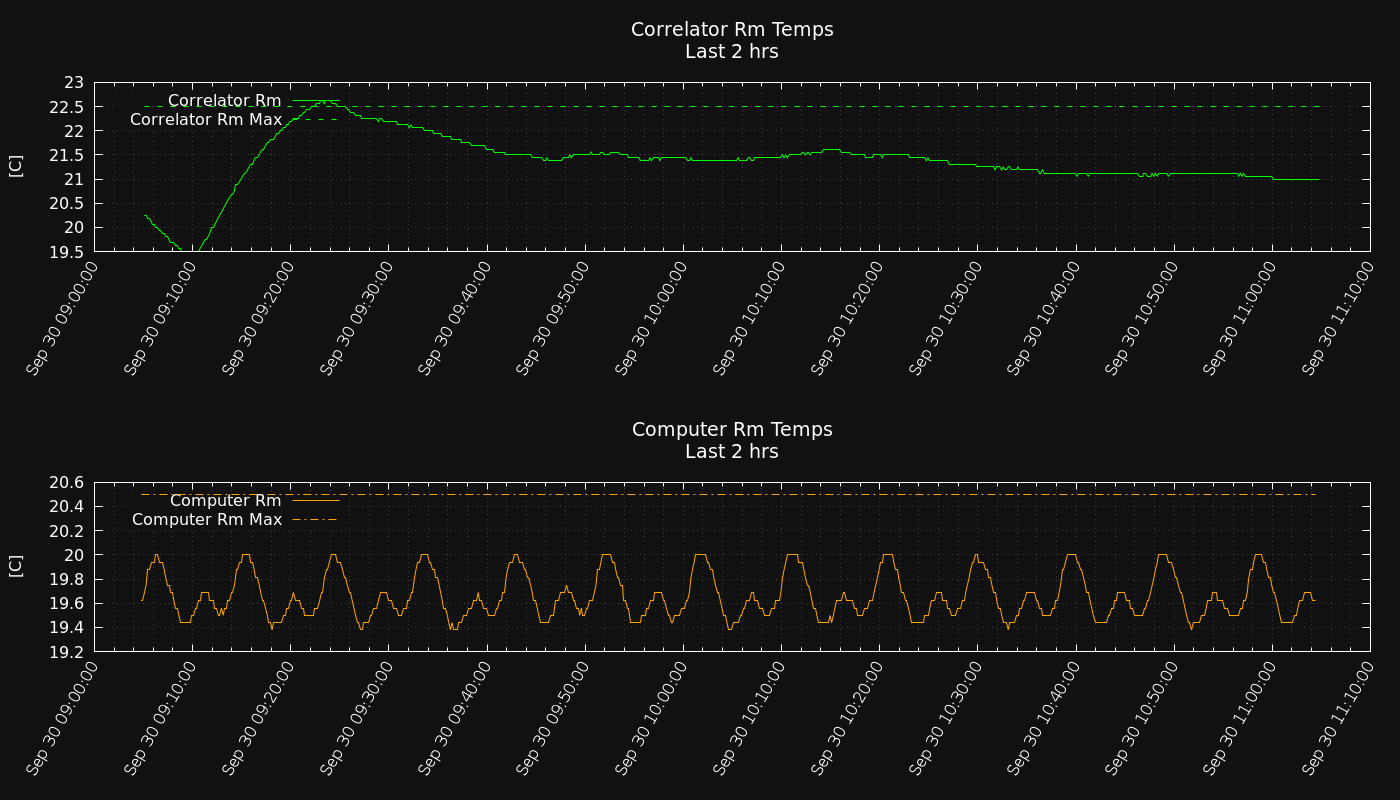 Correlator Rm Temps
Last 2 hrs
23
22.5
22
21.5
21
20.5
20
19.5
[C]
Correlator Rm
Correlator Rm Max
Sep 30 09:00:00
Sep 30 09:10:00
Sep 30 09:20:00
Sep 30 09:30:00
Sep 30 09:40:00
Sep 30 09:50:00
Sep 30 10:00:00
Sep 30 10:10:00
Sep 30 10:20:00
Sep 30 10:30:00
Sep 30 10:40:00
Sep 30 10:50:00
Sep 30 11:00:00
Sep 30 11:10:00
Computer Rm Temps
Last 2 hrs
20.6
20.4
20.2
20
19.8
19.6
19.4
19.2
[C]
Computer Rm
Computer Rm Max
Sep 30 09:00:00
Sep 30 09:10:00
Sep 30 09:20:00
Sep 30 09:30:00
Sep 30 09:40:00
Sep 30 09:50:00
Sep 30 10:00:00
Sep 30 10:10:00
Sep 30 10:20:00
Sep 30 10:30:00
Sep 30 10:40:00
Sep 30 10:50:00
Sep 30 11:00:00
Sep 30 11:10:00